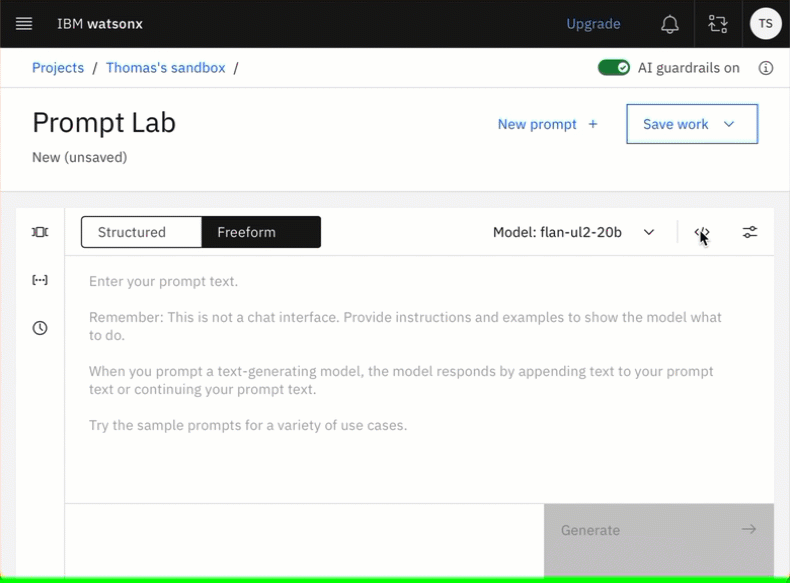 IBM watsonx
Upgrade
TS
Projects / Thomas's sandbox /
AI guardrails on
Prompt Lab
New prompt +
Save work
New (unsaved)
Structured
Freeform
Model: flan-ul2-20b
Enter your prompt text.
Remember: This is not a chat interface. Provide instructions and examples to show the model what
to do.
When you prompt a text-generating model, the model responds by appending text to your prompt
text or continuing your prompt text.
Try the sample prompts for a variety of use cases.
Generate